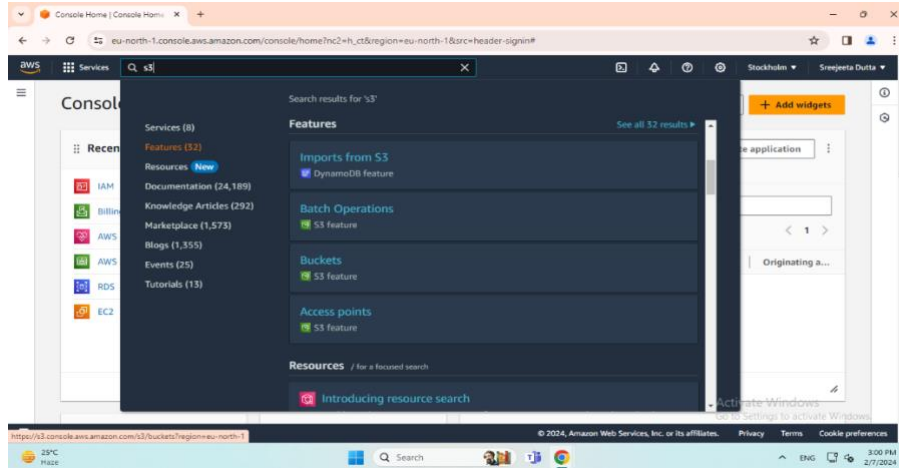 Console Home | Console Home
eu-north-1.console.aws.amazon.com/console/home?nc2=h_ct&region=eu-north-1&src=header-signin#
aws
Services
s3
Stockholm
Sreejeeta Dutta
Search results for 's3'
Services (8)
Features (32)
Resources New
Documentation (24,189)
Knowledge Articles (292)
Marketplace (1,573)
Blogs (1,355)
Events (25)
Tutorials (13)
Features
See all 32 results
Imports from S3
DynamoDB feature
Batch Operations
S3 feature
Buckets
S3 feature
Access points
S3 feature
Resources / for a focused search
Introducing resource search
Consol
+ Add widgets
Recen
IAM
Billin
AWS
AWS
RDS
EC2
e application
< 1 >
Originating a...
Activate Windows
Go to Settings to activate Windows.
https://s3.console.aws.amazon.com/s3/buckets?region=eu-north-1
© 2024, Amazon Web Services, Inc. or its affiliates.
Privacy
Terms
Cookie preferences
25°C
Haze
Search
ENG
3:00 PM
2/7/2024